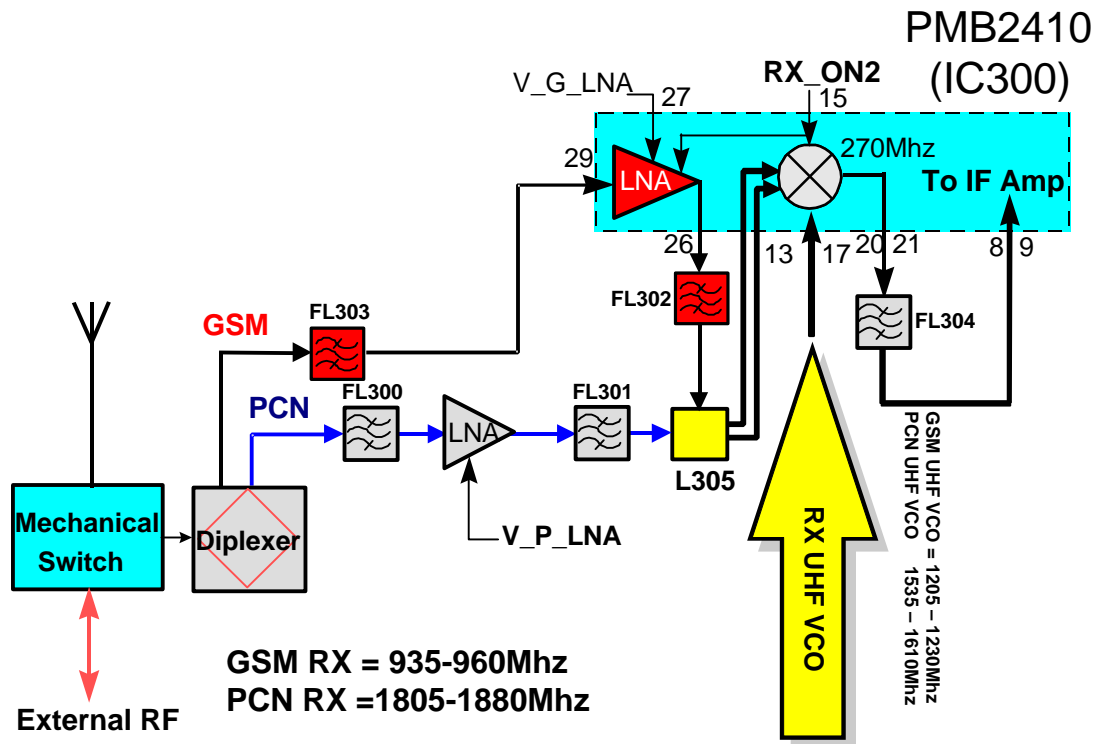 PMB2410
(IC300)
RX_ON2
V_G_LNA
27
15
29
LNA
270Mhz
To IF Amp
26
13
17
20
21
8
9
FL302
FL304
FL303
GSM
FL300
FL301
PCN
LNA
L305
V_P_LNA
Mechanical
Switch
Diplexer
RX UHF VCO
GSM UHF VCO = 1205 – 1230Mhz
PCN UHF VCO 1535 – 1610Mhz
GSM RX = 935-960Mhz
PCN RX =1805-1880Mhz
External RF